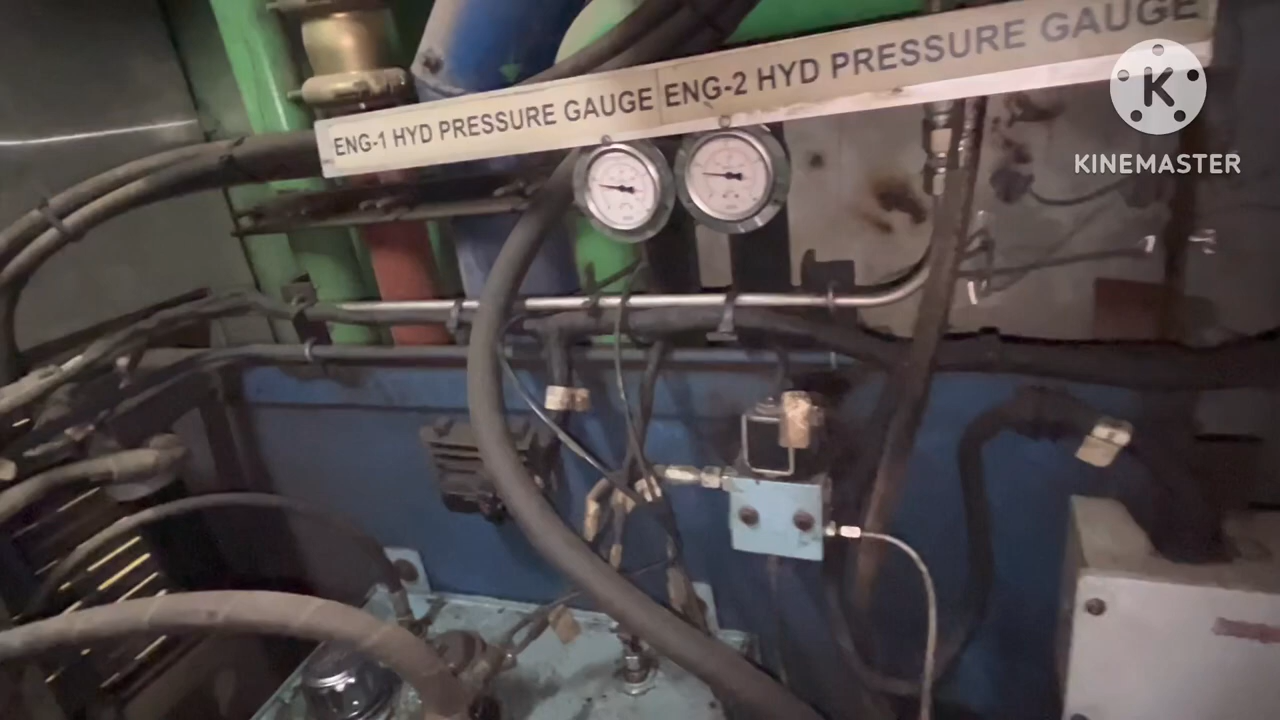 ENG-1 HYD PRESSURE GAUGE
ENG-2 HYD PRESSURE GAUGE
K
KINEMASTER